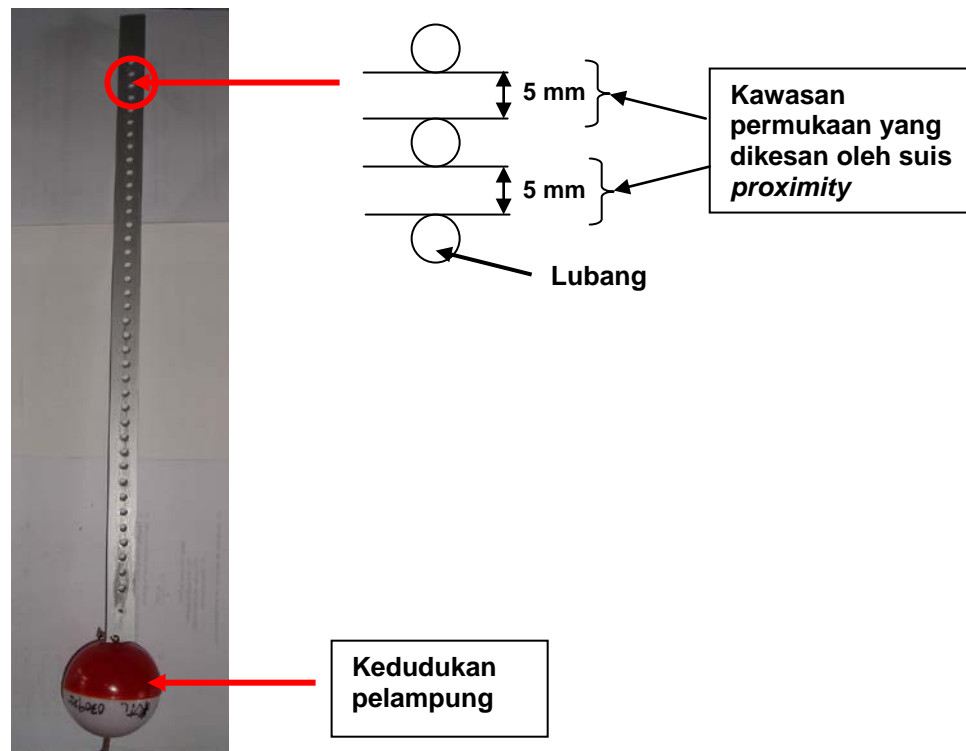 5 mm
5 mm
Kawasan
permukaan yang
dikesan oleh suis
proximity
Lubang
Kedudukan
pelampung